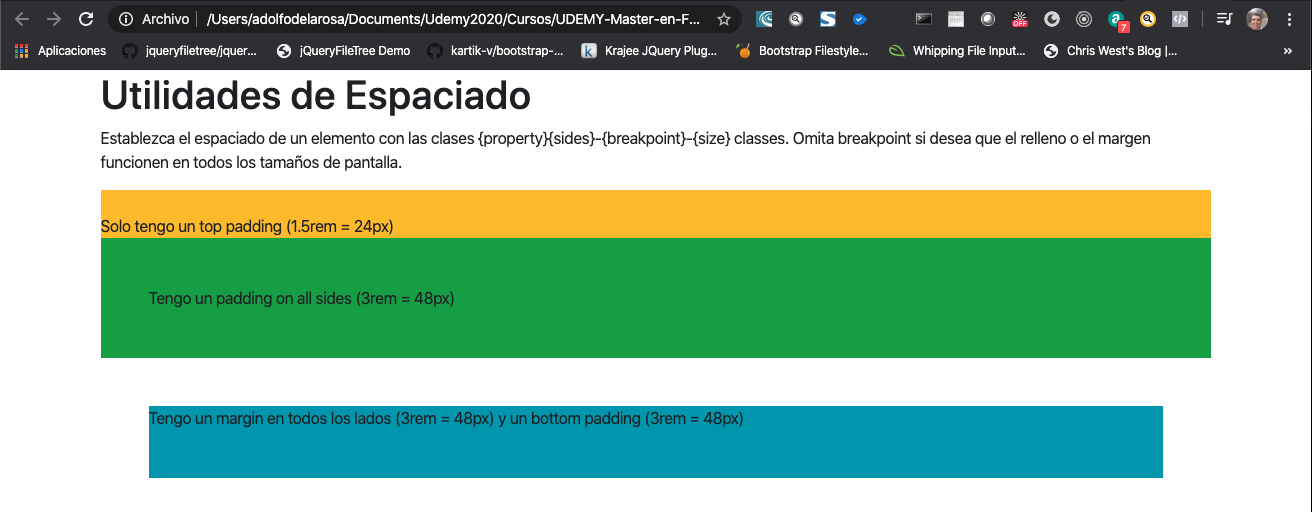 Archivo | /Users/adolfodelarosa/Documents/Udemy2020/Cursos/UDEMY-Master-en-F...
OFF
7
Aplicaciones jqueryfiletree/jquer... jQueryFileTree Demo kartik-v/bootstrap-... Krajee JQuery Plug... Bootstrap Filestyle... Whipping File Input... Chris West's Blog |... »
Utilidades de Espaciado
Establezca el espaciado de un elemento con las clases {property}{sides}-{breakpoint}-{size} classes. Omita breakpoint si desea que el relleno o el margen
funcionen en todos los tamaños de pantalla.
Solo tengo un top padding (1.5rem = 24px)
Tengo un padding on all sides (3rem = 48px)
Tengo un margin en todos los lados (3rem = 48px) y un bottom padding (3rem = 48px)